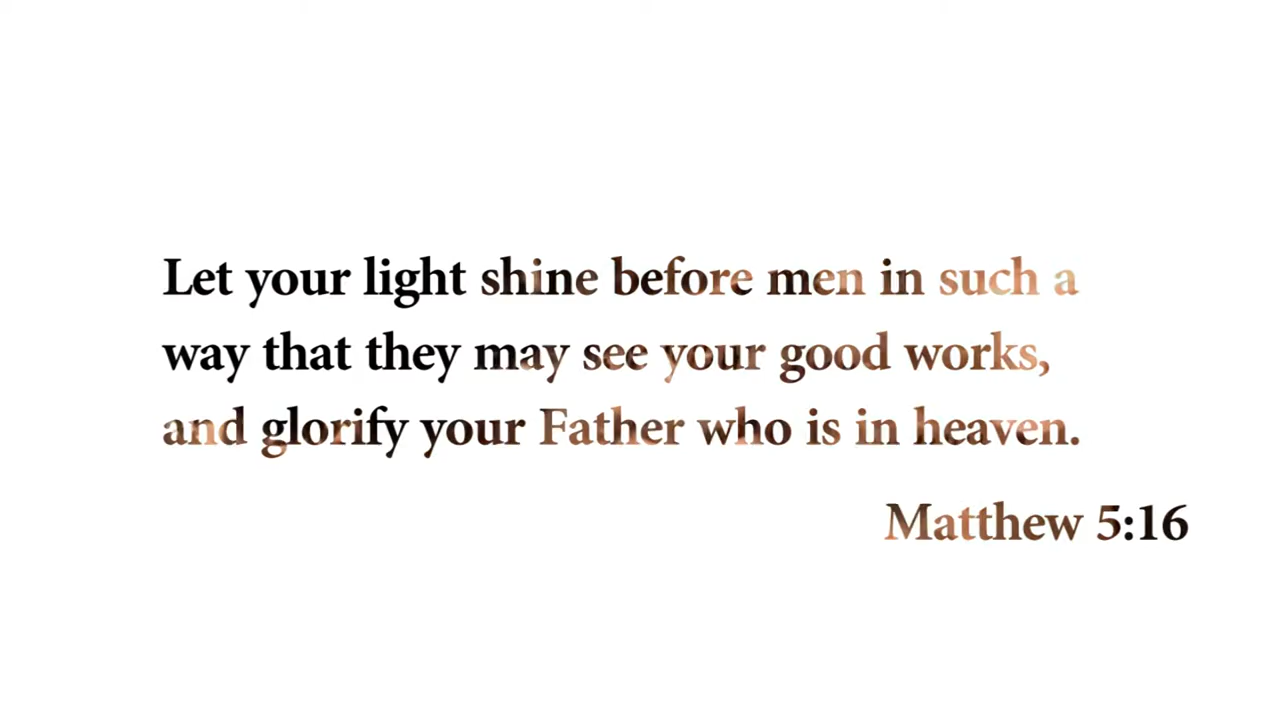 Let your light shine before men in such a
way that they may see your good works,
and glorify your Father who is in heaven.
Matthew 5:16